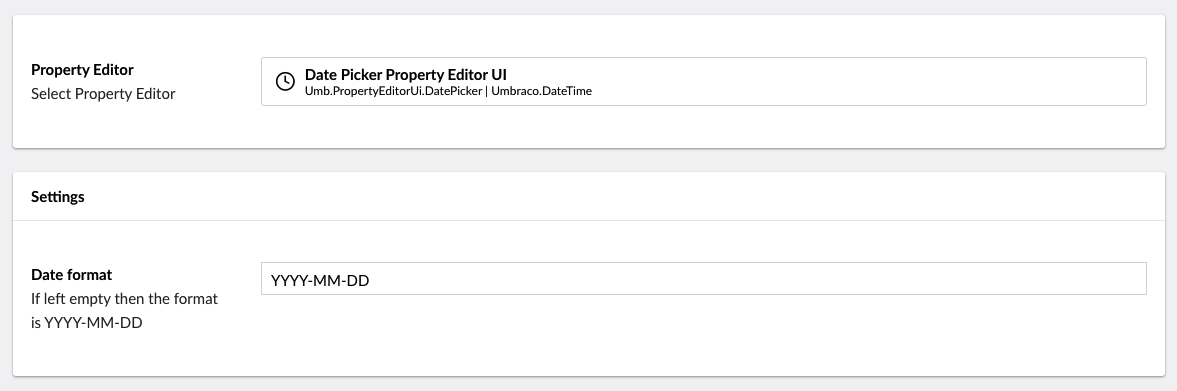 Property Editor
Select Property Editor
Date Picker Property Editor UI
Umb.PropertyEditorUi.DatePicker | Umbraco.DateTime
Settings
Date format
If left empty then the format
is YYYY-MM-DD
YYYY-MM-DD